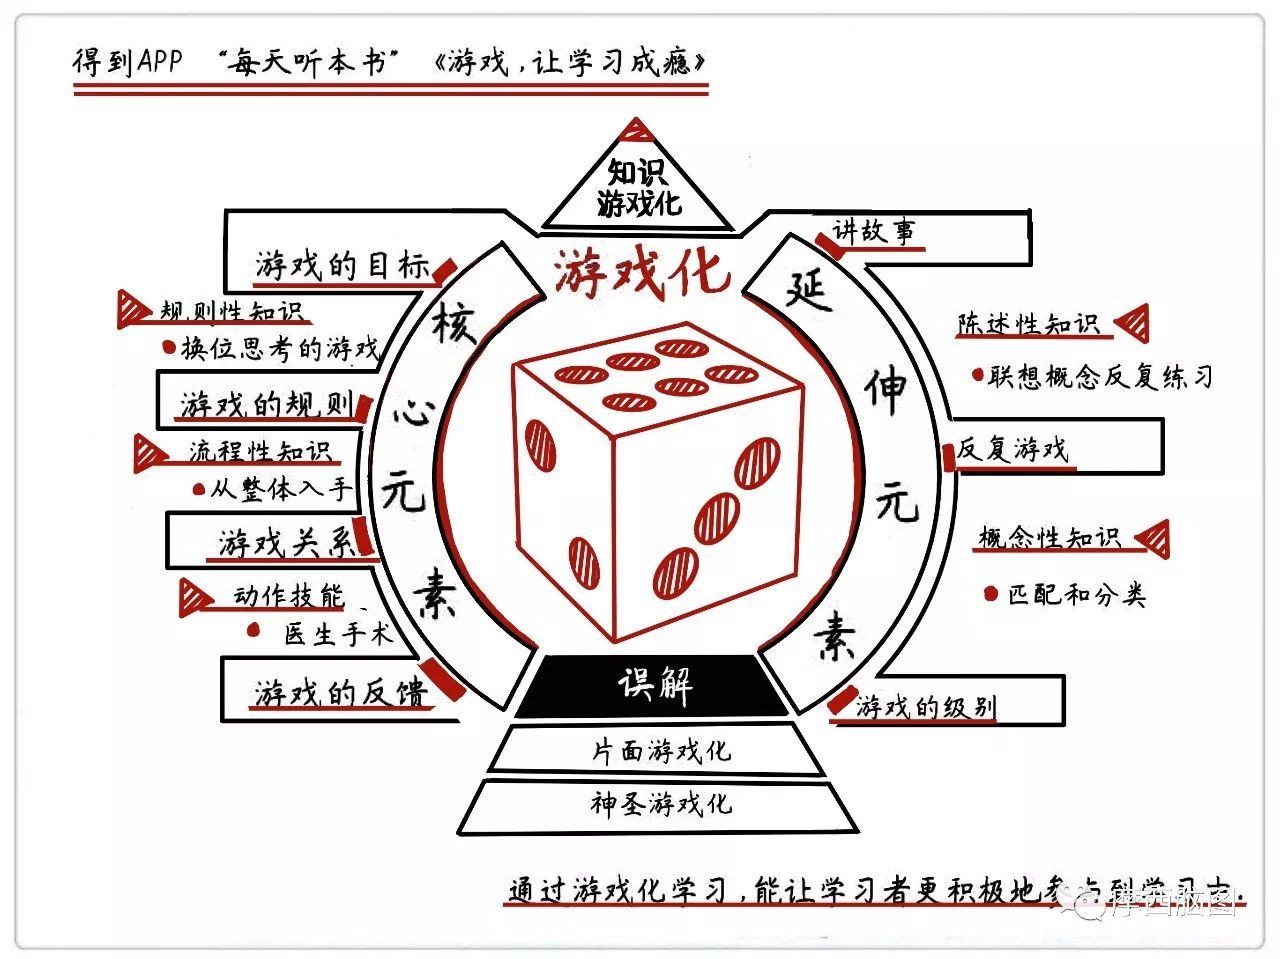 得到APP “每天听本书” 《游戏,让学习成瘾》
知识
游戏化
游戏化
核心元素
游戏的目标
规则性知识
换位思考的游戏
游戏的规则
流程性知识
从整体入手
游戏关系
动作技能
医生手术
游戏的反馈
延伸元素
讲故事
陈述性知识
联想概念反复练习
反复游戏
概念性知识
匹配和分类
游戏的级别
误解
片面游戏化
神圣游戏化
通过游戏化学习,能让学习者更积极地参与到学习中.
摩西脑图